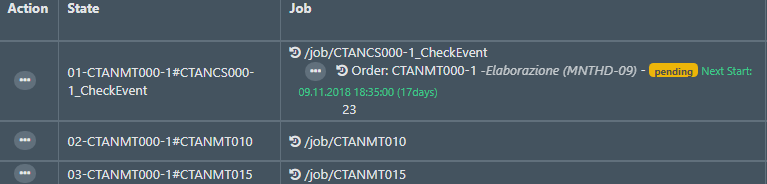 Action State Job
/job/CTANCS000-1_CheckEvent
01-CTANMT000-1#CTANCS000-1_CheckEvent
Order: CTANMT000-1 -Elaborazione (MNTHD-09) - pending Next Start:
09.11.2018 18:35:00 (17days)
23
02-CTANMT000-1#CTANMT010 /job/CTANMT010
03-CTANMT000-1#CTANMT015 /job/CTANMT015